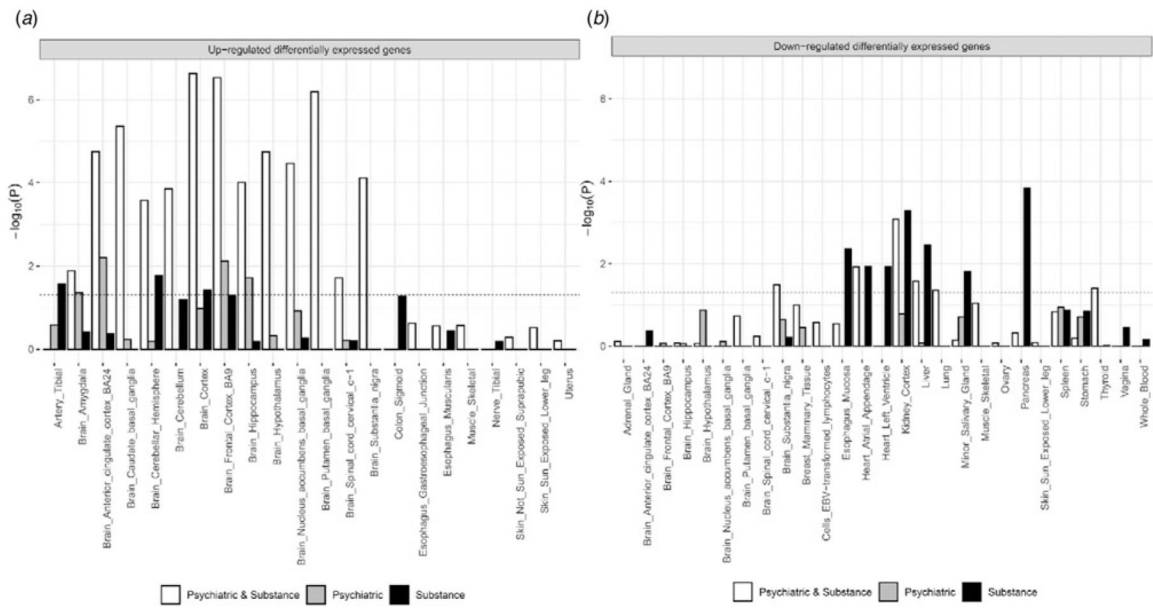 (a)
Up-regulated differentially expressed genes
6
4
2
0
-log10(P)
Artery_Tibial
Brain_Amygdala
Brain_Anterior_cingulate_cortex_BA24
Brain_Caudate_basal_ganglia
Brain_Cerebellar_Hemisphere
Brain_Cerebellum
Brain_Cortex
Brain_Frontal_Cortex_BA9
Brain_Hippocampus
Brain_Hypothalamus
Brain_Nucleus_accumbens_basal_ganglia
Brain_Putamen_basal_ganglia
Brain_Spinal_cord_cervical_c-1
Brain_Substantia_nigra
Colon_Sigmoid
Esophagus_Gastroesophageal_Junction
Esophagus_Muscularis
Muscle_Skeletal
Nerve_Tibial
Skin_Not_Sun_Exposed_Suprapubic
Skin_Sun_Exposed_Lower_leg
Uterus
Psychiatric & Substance
Psychiatric
Substance
(b)
Down-regulated differentially expressed genes
4
2
0
-log10(P)
Adrenal_Gland
Brain_Anterior_cingulate_cortex_BA24
Brain_Frontal_Cortex_BA9
Brain_Hippocampus
Brain_Hypothalamus
Brain_Nucleus_accumbens_basal_ganglia
Brain_Putamen_basal_ganglia
Brain_Spinal_cord_cervical_c-1
Brain_Substantia_nigra
Breast_Mammary_Tissue
Cells_EBV-transformed_lymphocytes
Esophagus_Mucosa
Heart_Atrial_Appendage
Heart_Left_Ventricle
Kidney_Cortex
Liver
Lung
Minor_Salivary_Gland
Muscle_Skeletal
Ovary
Pancreas
Skin_Sun_Exposed_Lower_leg
Spleen
Stomach
Thyroid
Vagina
Whole_Blood
Psychiatric & Substance
Psychiatric
Substance